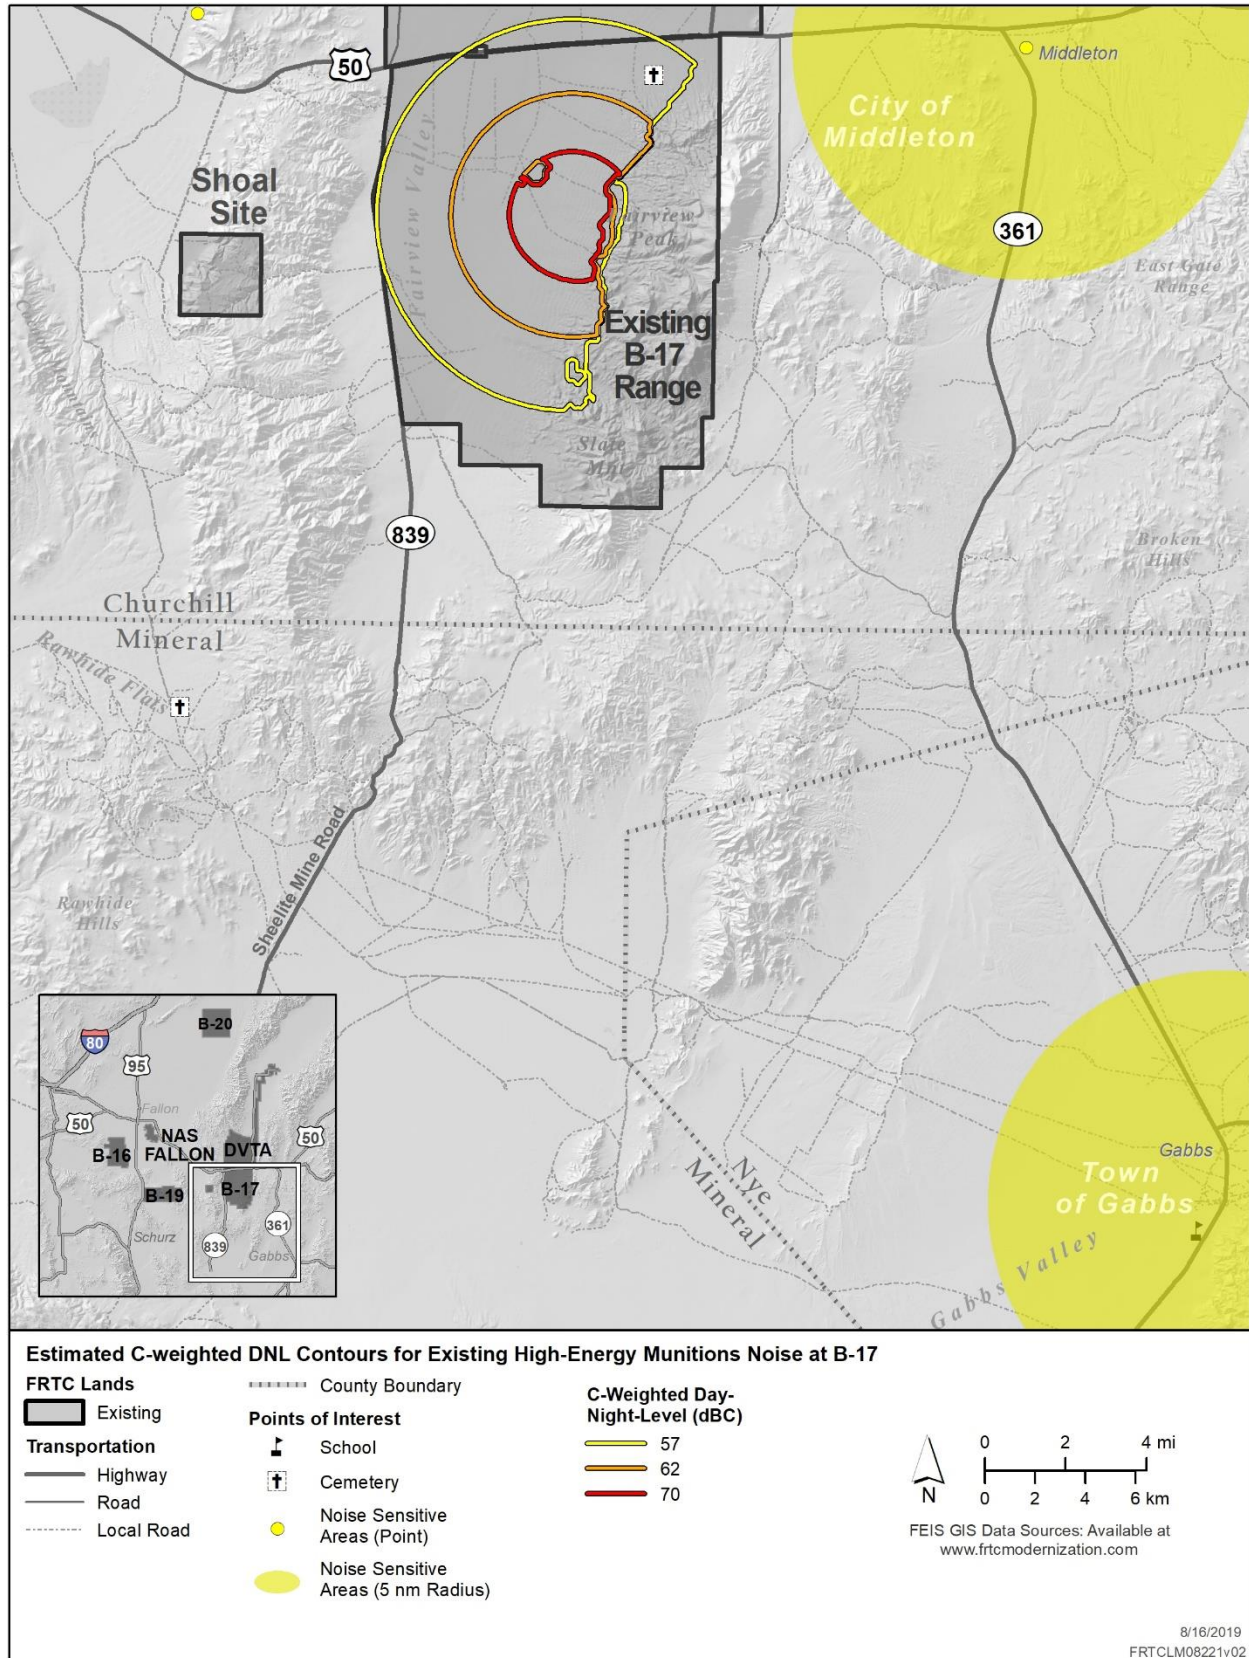 50
Middleton
City of
Middleton
Shoal
Site
Fairview Valley
361
Fairview
Peak
East Gate
Range
Existing
B-17
Range
Slate
Mtn
839
Broken
Hills
Churchill
Mineral
Rawhide Flats
Sheelite Mine Road
Rawhide
Hills
B-20
80
95
Fallon
50
NAS
FALLON
DVTA
50
B-16
B-19
B-17
361
Schurz
839
Gabbs
Nye
Mineral
Gabbs
Town
of Gabbs
Gabbs Valley
Estimated C-weighted DNL Contours for Existing High-Energy Munitions Noise at B-17
FRTC Lands
Existing
Transportation
Highway
Road
Local Road
County Boundary
Points of Interest
School
Cemetery
Noise Sensitive
Areas (Point)
Noise Sensitive
Areas (5 nm Radius)
C-Weighted Day-
Night-Level (dBC)
57
62
70
N
0 2 4 mi
0 2 4 6 km
FEIS GIS Data Sources: Available at
www.frtcmodernization.com
8/16/2019
FRTCLM08221v02